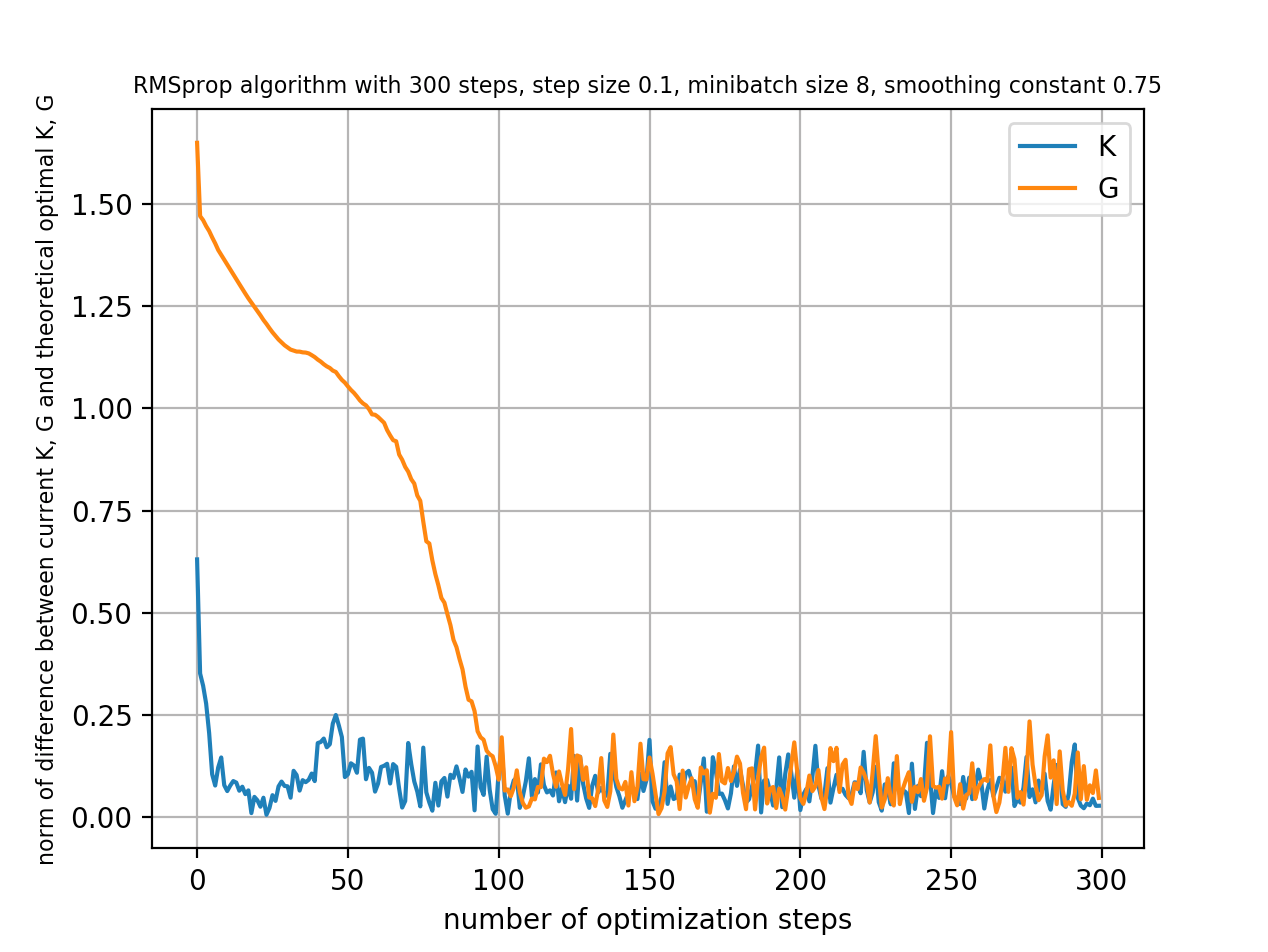 RMSprop algorithm with 300 steps, step size 0.1, minibatch size 8, smoothing constant 0.75
norm of difference between current K, G and theoretical optimal K, G
K
G
1.50
1.25
1.00
0.75
0.50
0.25
0.00
0 50 100 150 200 250 300
number of optimization steps